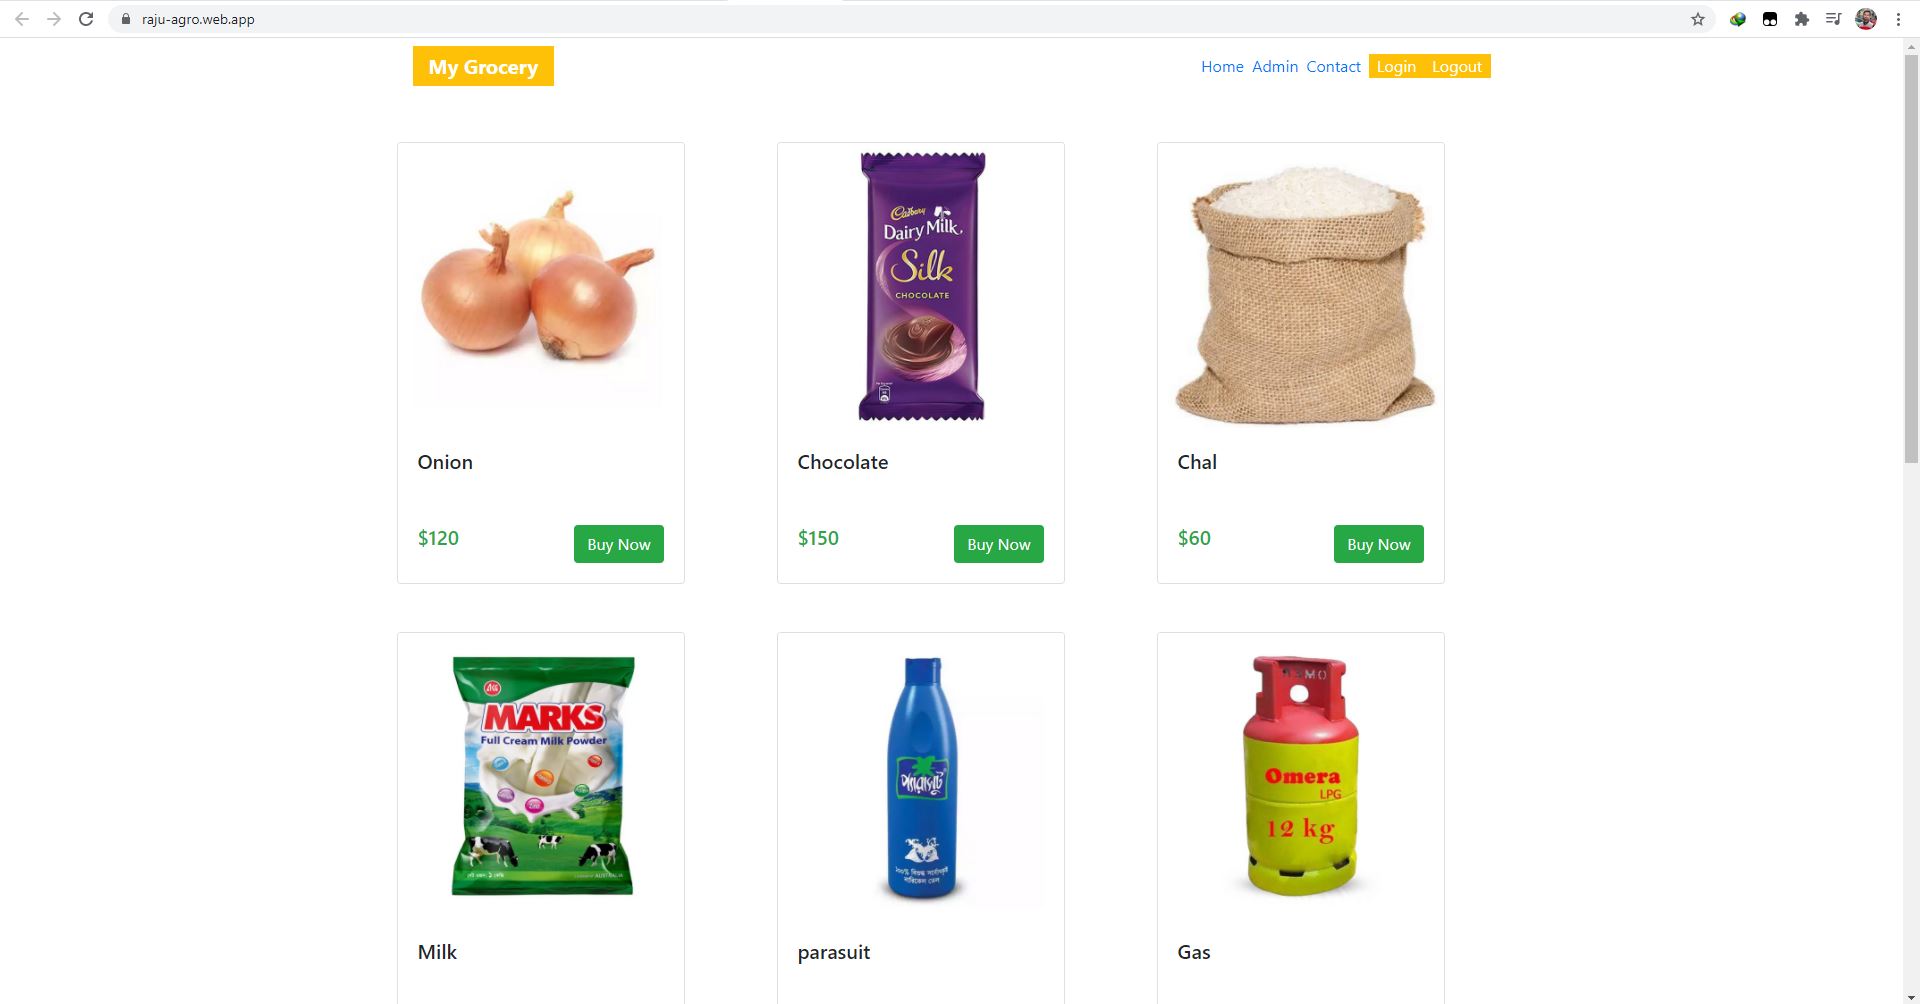 raju-agro.web.app
My Grocery
Home Admin Contact Login Logout
Cadbury
Dairy Milk
Silk
CHOCOLATE
Onion
Chocolate
Chal
$120
Buy Now
$150
Buy Now
$60
Buy Now
MARKS
Full Cream Milk Powder
AUSTRALIA
প্যারাসুট
১০০% বিশুদ্ধ
নারিকেল তেল
Omera
LPG
12 kg
Milk
parasuit
Gas